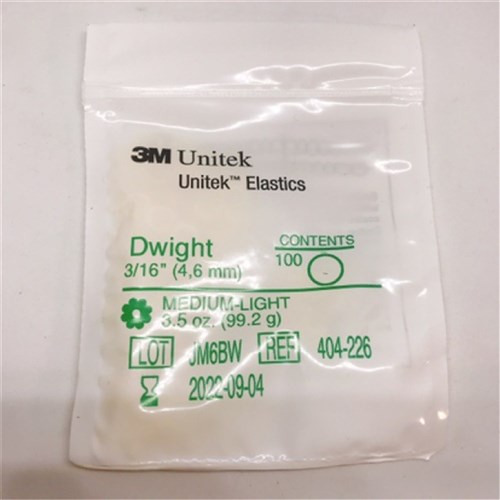 3M Unitek
Unitek™ Elastics
Dwight
3/16" (4,6 mm)
CONTENTS
100
MEDIUM-LIGHT
3.5 oz. (99.2 g)
LOT JM6BW REF 404-226
2022-09-04